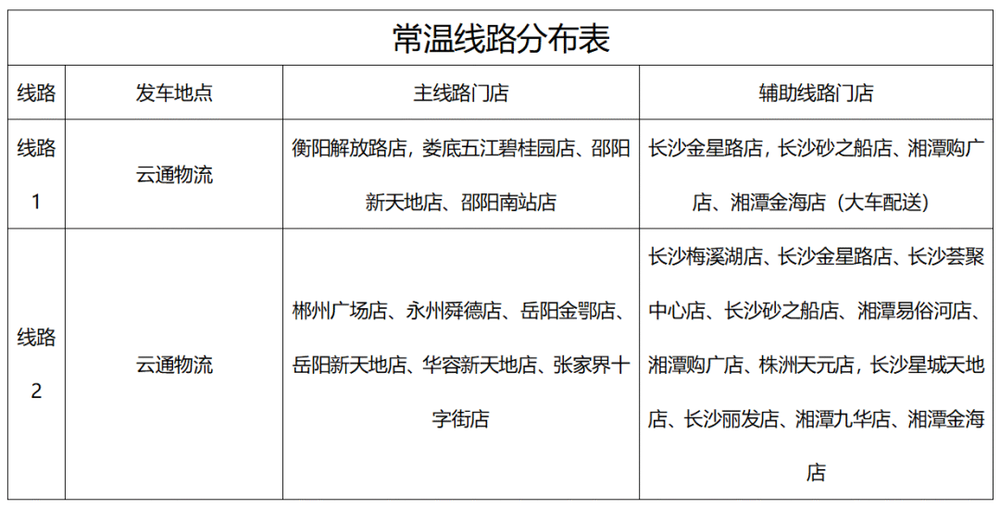 常温线路分布表
线路 发车地点 主线路门店 辅助线路门店
线路
1
云通物流
衡阳解放路店，娄底五江碧桂园店、邵阳
新天地店、邵阳南站店
长沙金星路店，长沙砂之船店、湘潭购广
店、湘潭金海店（大车配送）
线路
2
云通物流
郴州广场店、永州舜德店、岳阳金鄂店、
岳阳新天地店、华容新天地店、张家界十
字街店
长沙梅溪湖店、长沙金星路店、长沙荟聚
中心店、长沙砂之船店、湘潭易俗河店、
湘潭购广店、株洲天元店，长沙星城天地
店、长沙丽发店、湘潭九华店、湘潭金海
店